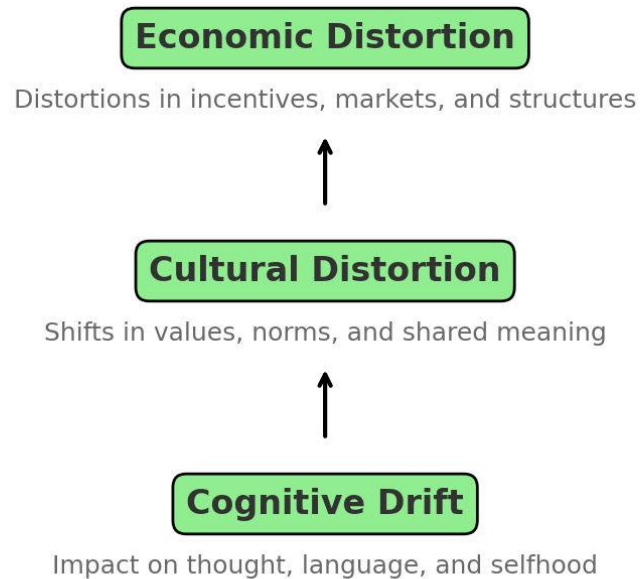 Economic Distortion
Distortions in incentives, markets, and structures
Cultural Distortion
Shifts in values, norms, and shared meaning
Cognitive Drift
Impact on thought, language, and selfhood